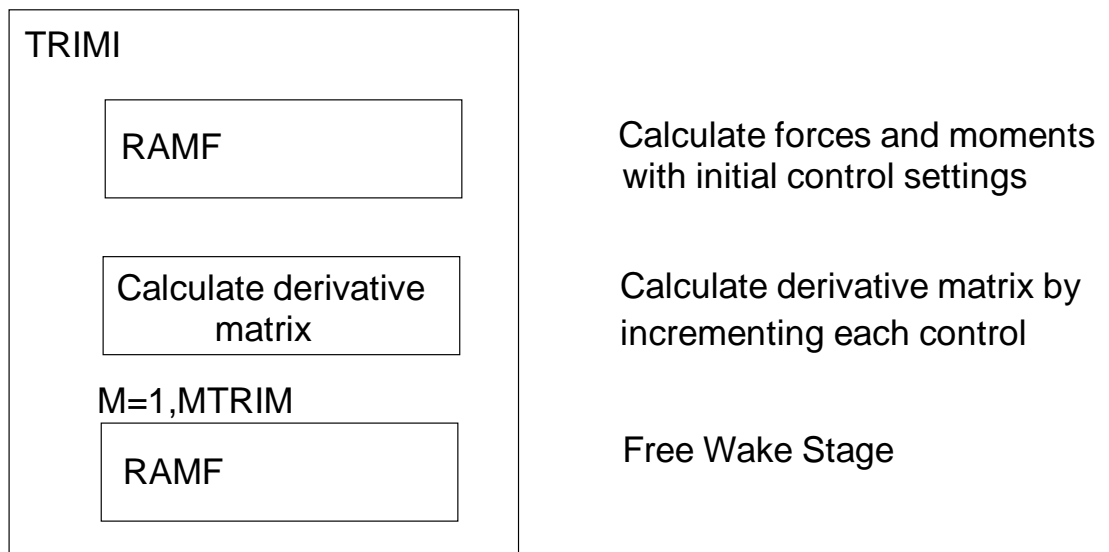 TRIMI
RAMF
Calculate forces and moments
with initial control settings
Calculate derivative
matrix
Calculate derivative matrix by
incrementing each control
M=1,MTRIM
RAMF
Free Wake Stage